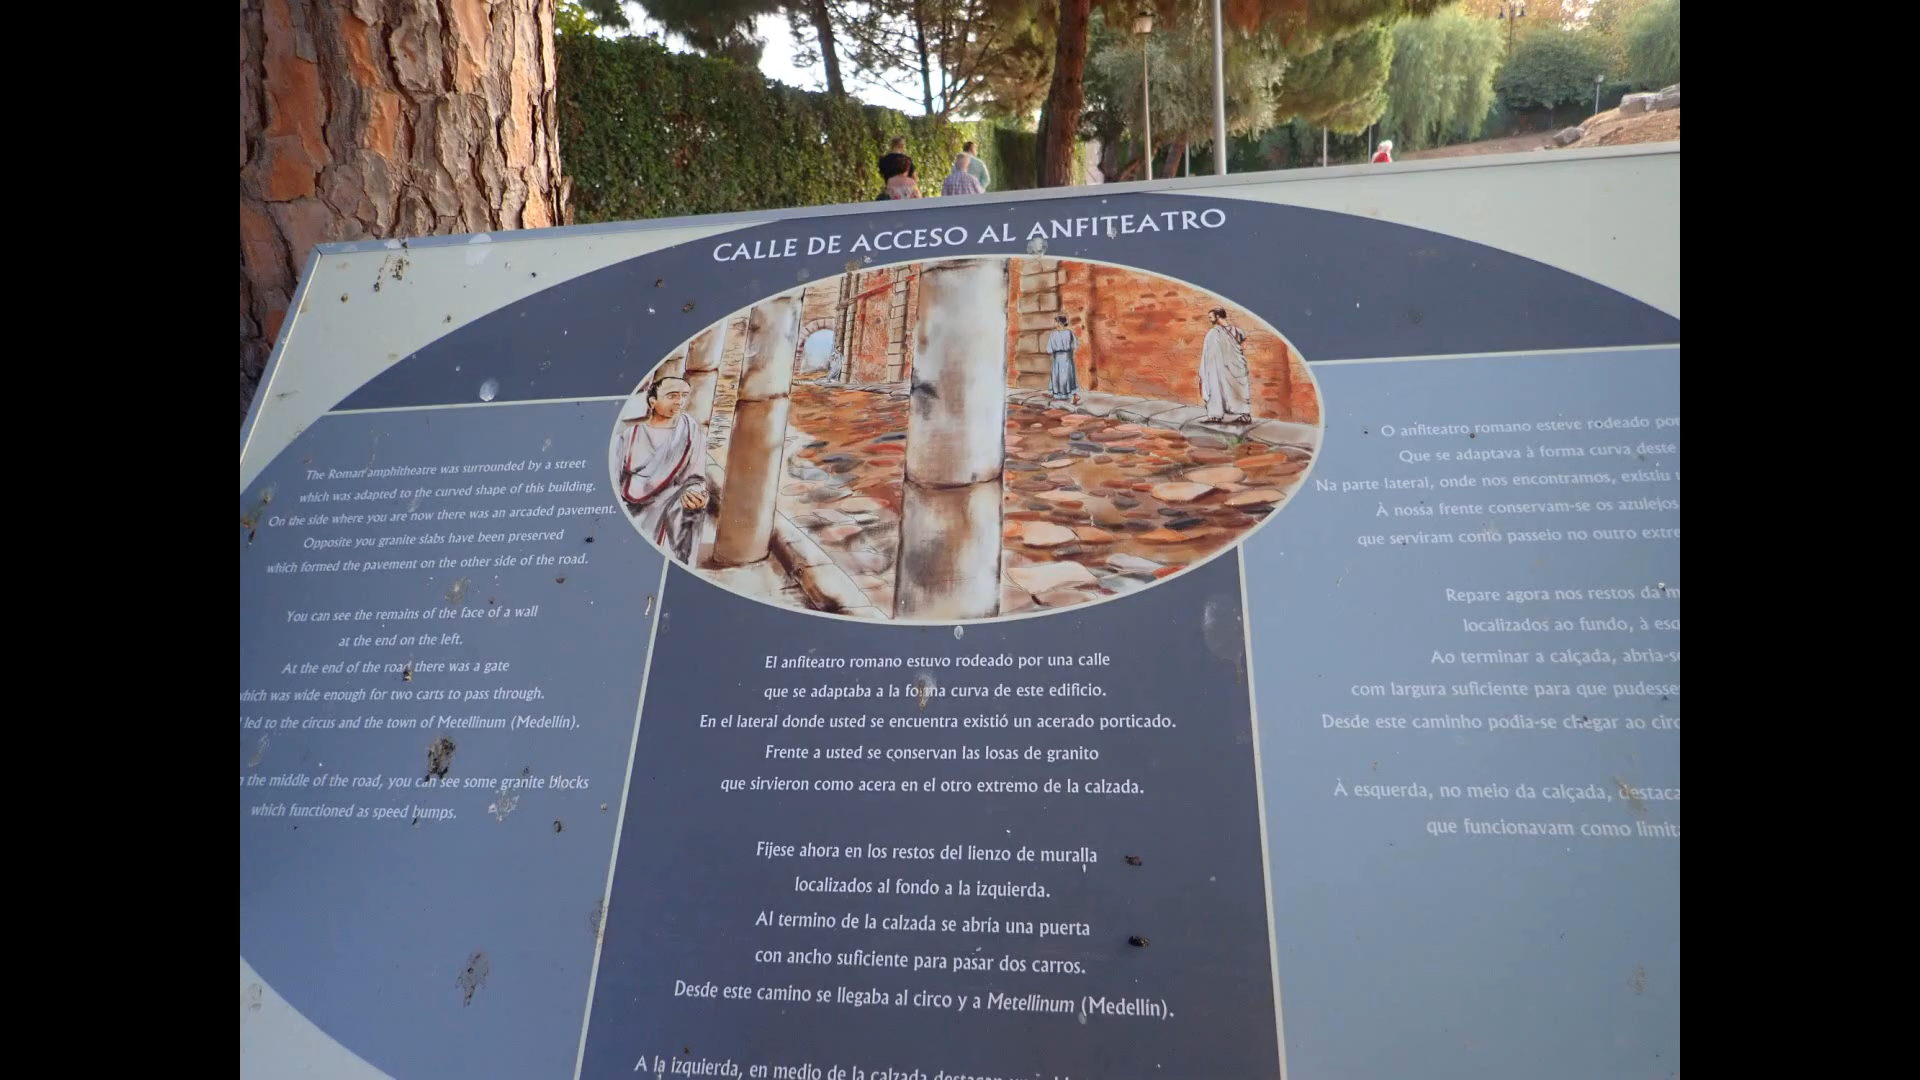 CALLE DE ACCESO AL ANFITEATRO
The Roman amphitheatre was surrounded by a street
which was adapted to the curved shape of this building.
On the side where you are now there was an arcaded pavement.
Opposite you granite slabs have been preserved
which formed the pavement on the other side of the road.
You can see the remains of the face of a wall
at the end on the left.
At the end of the road there was a gate
which was wide enough for two carts to pass through.
led to the circus and the town of Metellinum (Medellín).
the middle of the road, you can see some granite blocks
which functioned as speed bumps.
El anfiteatro romano estuvo rodeado por una calle
que se adaptaba a la forma curva de este edificio.
En el lateral donde usted se encuentra existió un acerado porticado.
Frente a usted se conservan las losas de granito
que sirvieron como acera en el otro extremo de la calzada.
Fijese ahora en los restos del lienzo de muralla
localizados al fondo a la izquierda.
Al termino de la calzada se abría una puerta
con ancho suficiente para pasar dos carros.
Desde este camino se llegaba al circo y a Metellinum (Medellín).
A la izquierda, en medio de la calzada
O anfiteatro romano esteve rodeado por
Que se adaptava à forma curva deste
Na parte lateral, onde nos encontramos, existiu
À nossa frente conservam-se os azulejos
que serviram como passeio no outro
Repare agora nos restos da
localizados ao fundo, à
Ao terminar a calçada,
com largura suficiente para que
Desde este caminho podia-se chegar ao
À esquerda, no meio da calçada,
que funcionavam como